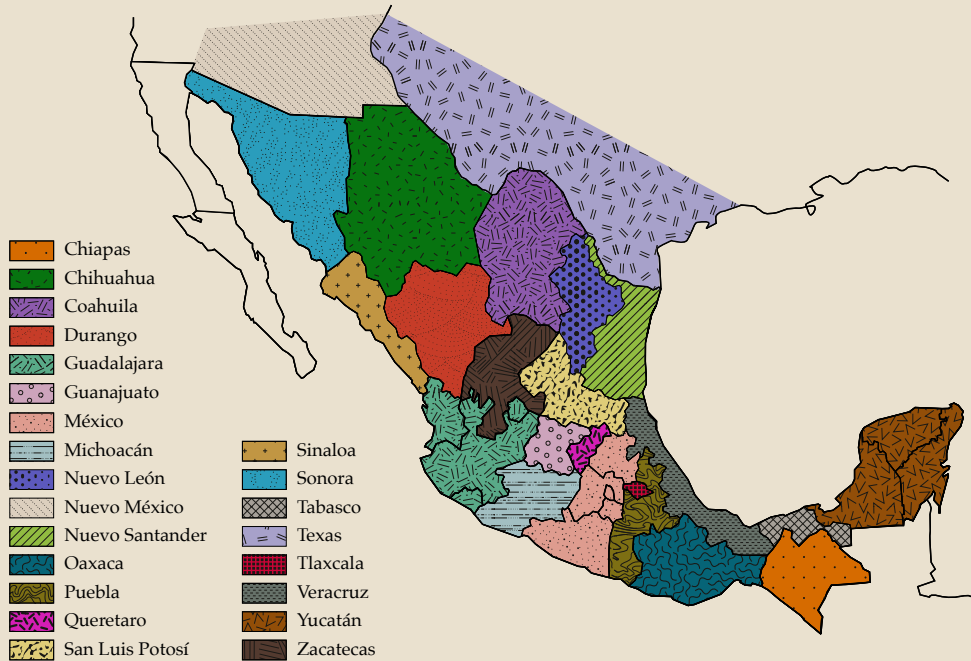 Chiapas
Chihuahua
Coahuila
Durango
Guadalajara
Guanajuato
México
Michoacán
Nuevo León
Nuevo México
Nuevo Santander
Oaxaca
Puebla
Queretaro
San Luis Potosí
Sinaloa
Sonora
Tabasco
Texas
Tlaxcala
Veracruz
Yucatán
Zacatecas